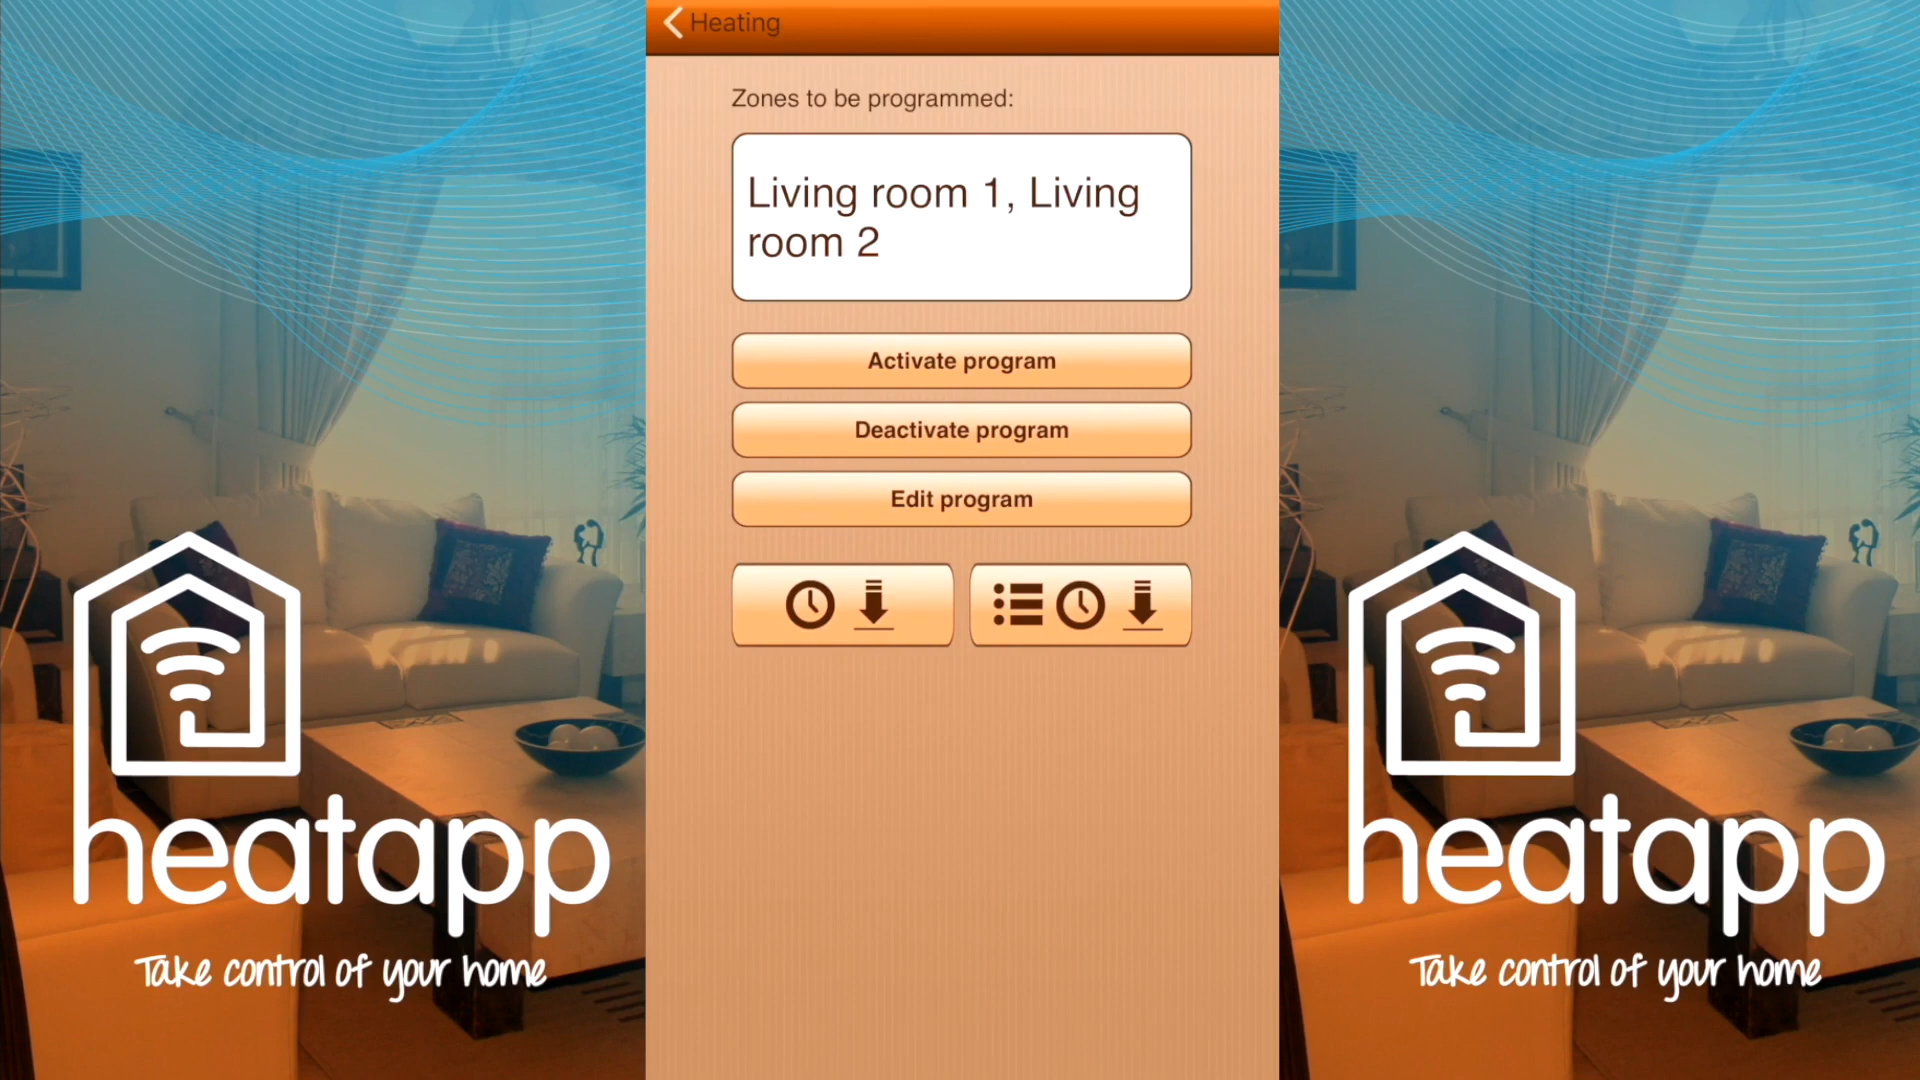 Heating
Zones to be programmed:
Living room 1, Living
room 2
Activate program
Deactivate program
Edit program
heatapp
Take control of your home
heatapp
Take control of your home